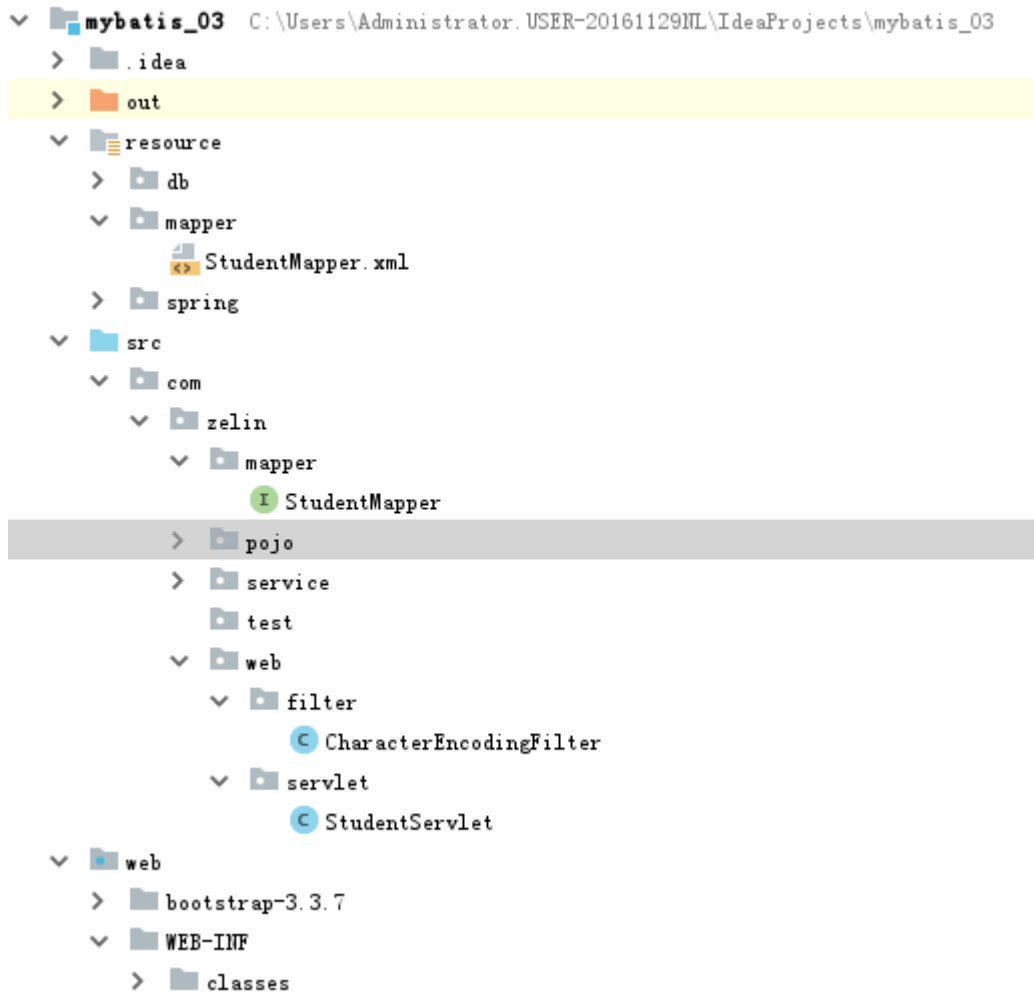 mybatis_03 C:\Users\Administrator.USER-20161129NL\IdeaProjects\mybatis_03
.idea
out
resource
db
mapper
StudentMapper.xml
spring
src
com
zelin
mapper
I StudentMapper
pojo
service
test
web
filter
C CharacterEncodingFilter
servlet
C StudentServlet
web
bootstrap-3.3.7
WEB-INF
classes